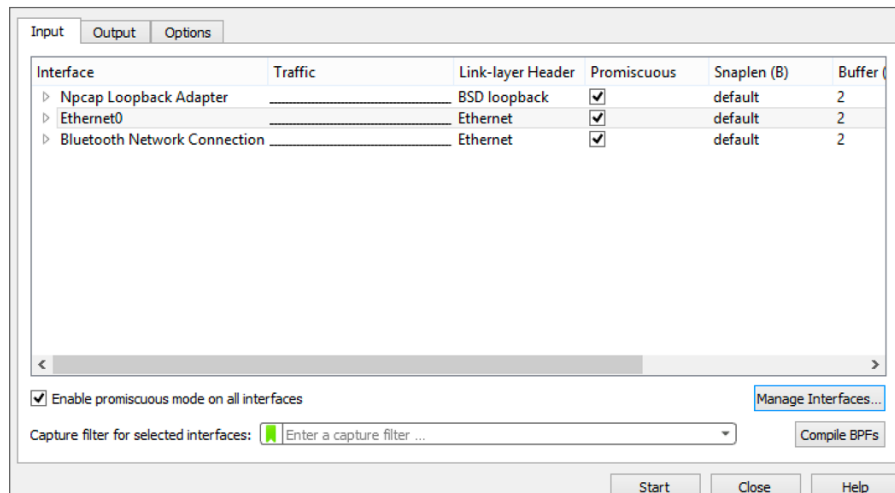 Input Output Options
Interface Traffic Link-layer Header Promiscuous Snaplen (B) Buffer (
Npcap Loopback Adapter BSD loopback default 2
Ethernet0 Ethernet default 2
Bluetooth Network Connection Ethernet default 2
Enable promiscuous mode on all interfaces Manage Interfaces...
Capture filter for selected interfaces: Enter a capture filter ... Compile BPFs
Start Close Help